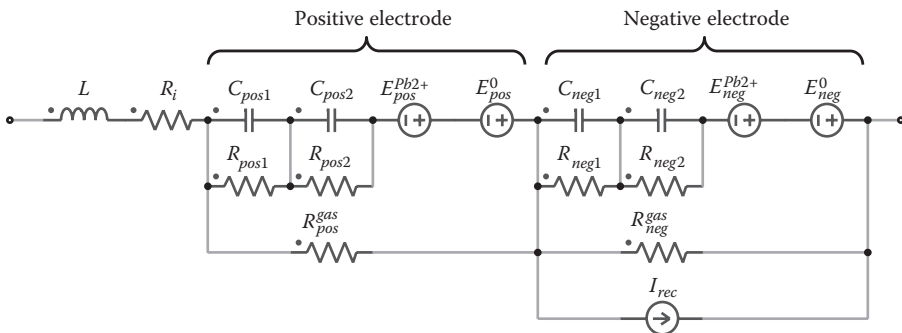 Positive electrode Negative electrode
L R_i C_pos1 C_pos2 E_pos^Pb2+ E_pos^0 C_neg1 C_neg2 E_neg^Pb2+ E_neg^0
R_pos1 R_pos2 R_neg1 R_neg2
R_pos^gas R_neg^gas
I_rec